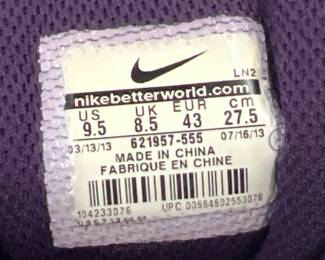 LN2
nikebetterworld.com
US UK EUR cm
9.5 8.5 43 27.5
03/13/13 621957-555 07/16/13
MADE IN CHINA
FABRIQUE EN CHINE
104233076 UPC 00554502553076